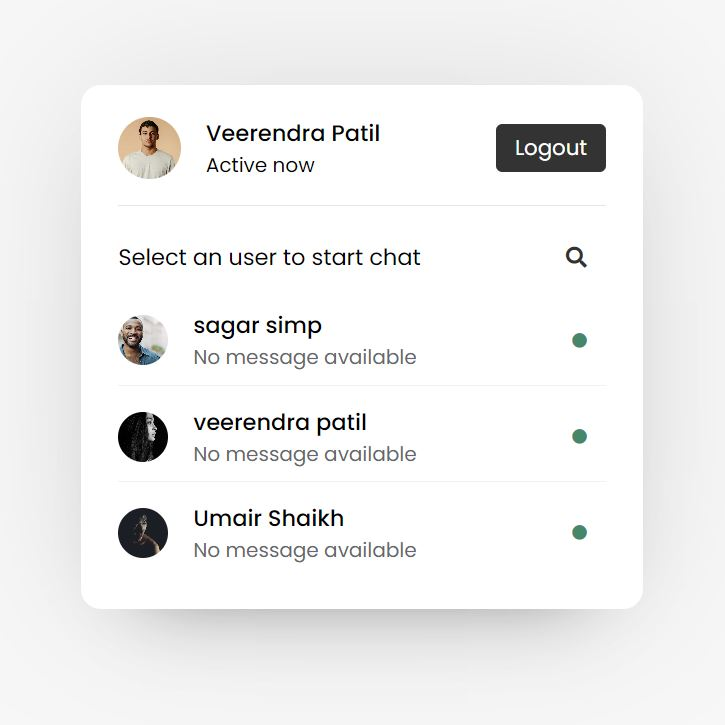 Veerendra Patil
Active now
Logout
Select an user to start chat
sagar simp
No message available
veerendra patil
No message available
Umair Shaikh
No message available